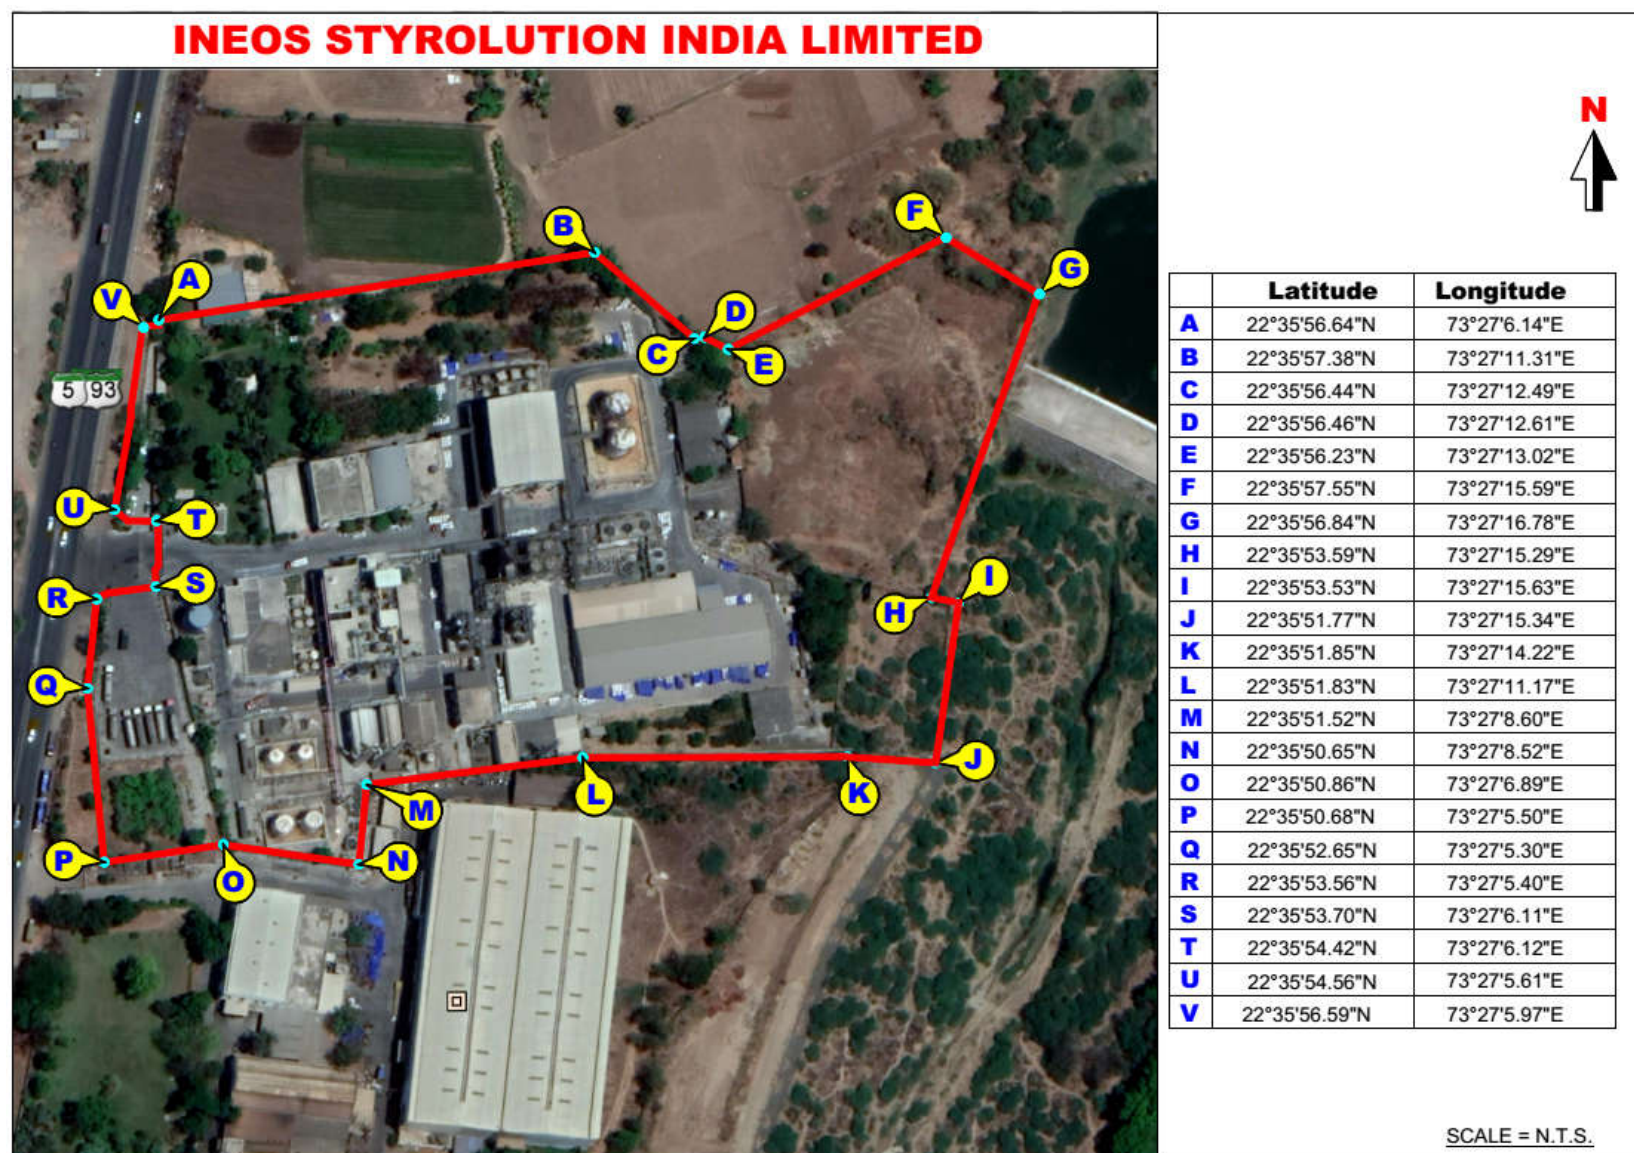 INEOS STYROLUTION INDIA LIMITED
N
B
F
G
A
V
D
C
E
5 93
U
T
I
R
S
H
Q
J
L
K
M
P
N
O
Latitude Longitude
A 22°35'56.64"N 73°27'6.14"E
B 22°35'57.38"N 73°27'11.31"E
C 22°35'56.44"N 73°27'12.49"E
D 22°35'56.46"N 73°27'12.61"E
E 22°35'56.23"N 73°27'13.02"E
F 22°35'57.55"N 73°27'15.59"E
G 22°35'56.84"N 73°27'16.78"E
H 22°35'53.59"N 73°27'15.29"E
I 22°35'53.53"N 73°27'15.63"E
J 22°35'51.77"N 73°27'15.34"E
K 22°35'51.85"N 73°27'14.22"E
L 22°35'51.83"N 73°27'11.17"E
M 22°35'51.52"N 73°27'8.60"E
N 22°35'50.65"N 73°27'8.52"E
O 22°35'50.86"N 73°27'6.89"E
P 22°35'50.68"N 73°27'5.50"E
Q 22°35'52.65"N 73°27'5.30"E
R 22°35'53.56"N 73°27'5.40"E
S 22°35'53.70"N 73°27'6.11"E
T 22°35'54.42"N 73°27'6.12"E
U 22°35'54.56"N 73°27'5.61"E
V 22°35'56.59"N 73°27'5.97"E
SCALE = N.T.S.